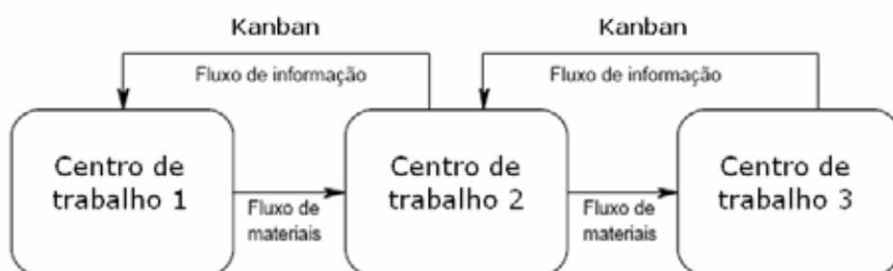 Kanban
Kanban
Fluxo de informação
Fluxo de informação
Centro de
trabalho 1
Fluxo de
materiais
Centro de
trabalho 2
Fluxo de
materiais
Centro de
trabalho 3